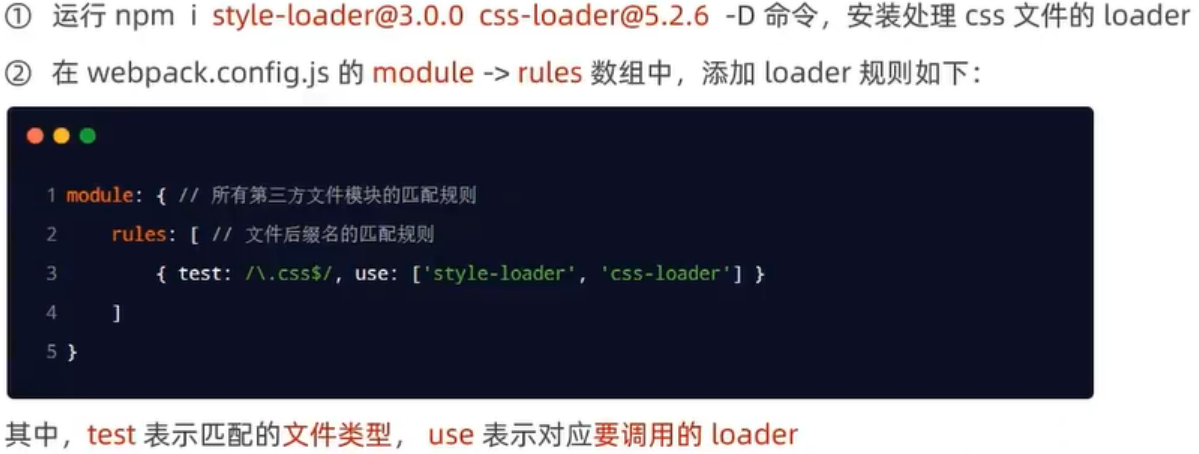 ① 运行 npm i style-loader@3.0.0 css-loader@5.2.6 -D 命令，安装处理 css 文件的 loader
② 在 webpack.config.js 的 module -> rules 数组中，添加 loader 规则如下：
1 module: { // 所有第三方文件模块的匹配规则
2     rules: [ // 文件后缀名的匹配规则
3         { test: /\.css$/, use: ['style-loader', 'css-loader'] }
4     ]
5 }
其中，test 表示匹配的文件类型， use 表示对应要调用的 loader